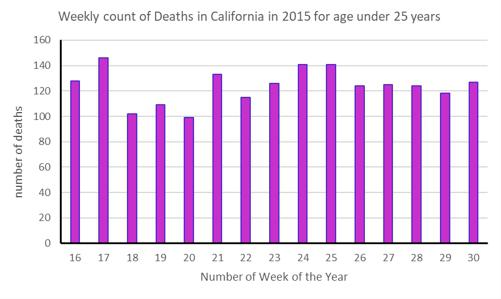 Weekly count of Deaths in California in 2015 for age under 25 years
160
140
120
100
80
60
40
20
0
number of deaths
16 17 18 19 20 21 22 23 24 25 26 27 28 29 30
Number of Week of the Year